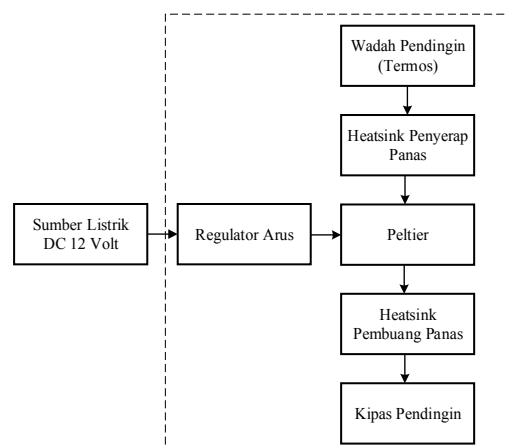 Wadah Pendingin
(Termos)
Heatsink Penyerap
Panas
Sumber Listrik
DC 12 Volt
Regulator Arus
Peltier
Heatsink
Pembuang Panas
Kipas Pendingin